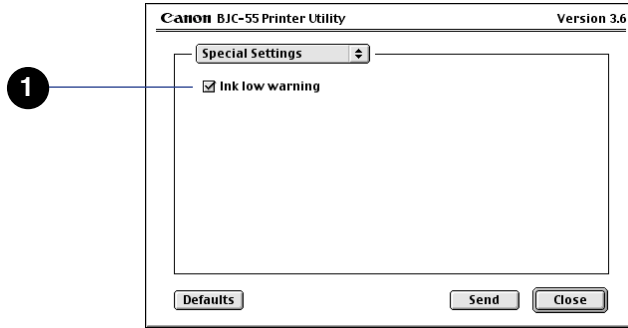 Canon BJC-55 Printer Utility Version 3.6
Special Settings
1 Ink low warning
Defaults Send Close